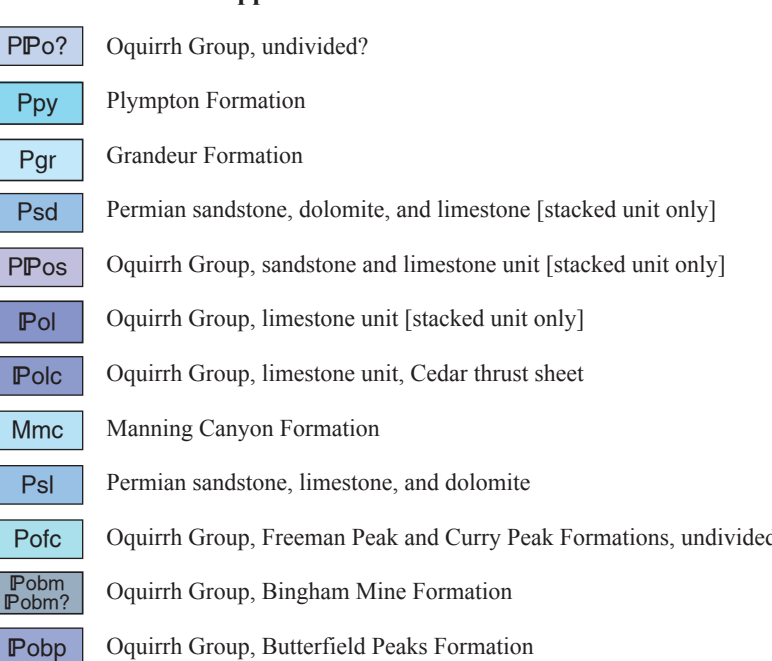 PℙPo? Oquirrh Group, undivided?
Ppy Plympton Formation
Pgr Grandeur Formation
Psd Permian sandstone, dolomite, and limestone [stacked unit only]
PℙPos Oquirrh Group, sandstone and limestone unit [stacked unit only]
ℙol Oquirrh Group, limestone unit [stacked unit only]
ℙolc Oquirrh Group, limestone unit, Cedar thrust sheet
Mmc Manning Canyon Formation
Psl Permian sandstone, limestone, and dolomite
Pofc Oquirrh Group, Freeman Peak and Curry Peak Formations, undivided
ℙobm
ℙobm? Oquirrh Group, Bingham Mine Formation
ℙobp Oquirrh Group, Butterfield Peaks Formation